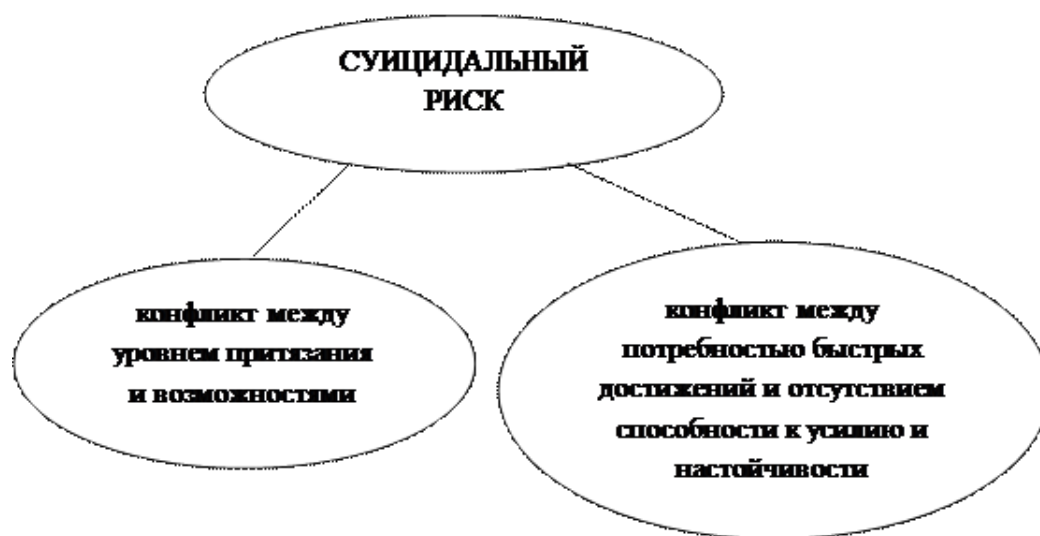 СУИЦИДАЛЬНЫЙ
РИСК
конфликт между
уровнем притязания
и возможностями
конфликт между
потребностью быстрых
достижений и отсутствием
способности к усилию и
настойчивости